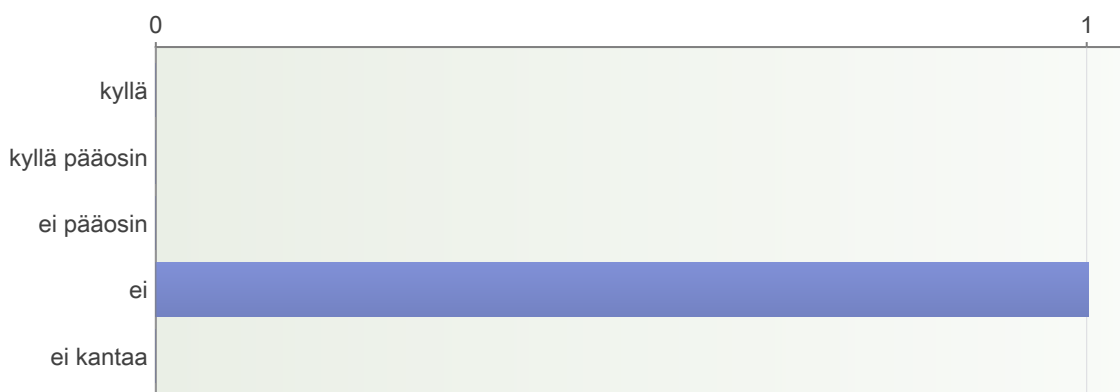 0 1
kyllä
kyllä pääosin
ei pääosin
ei
ei kantaa